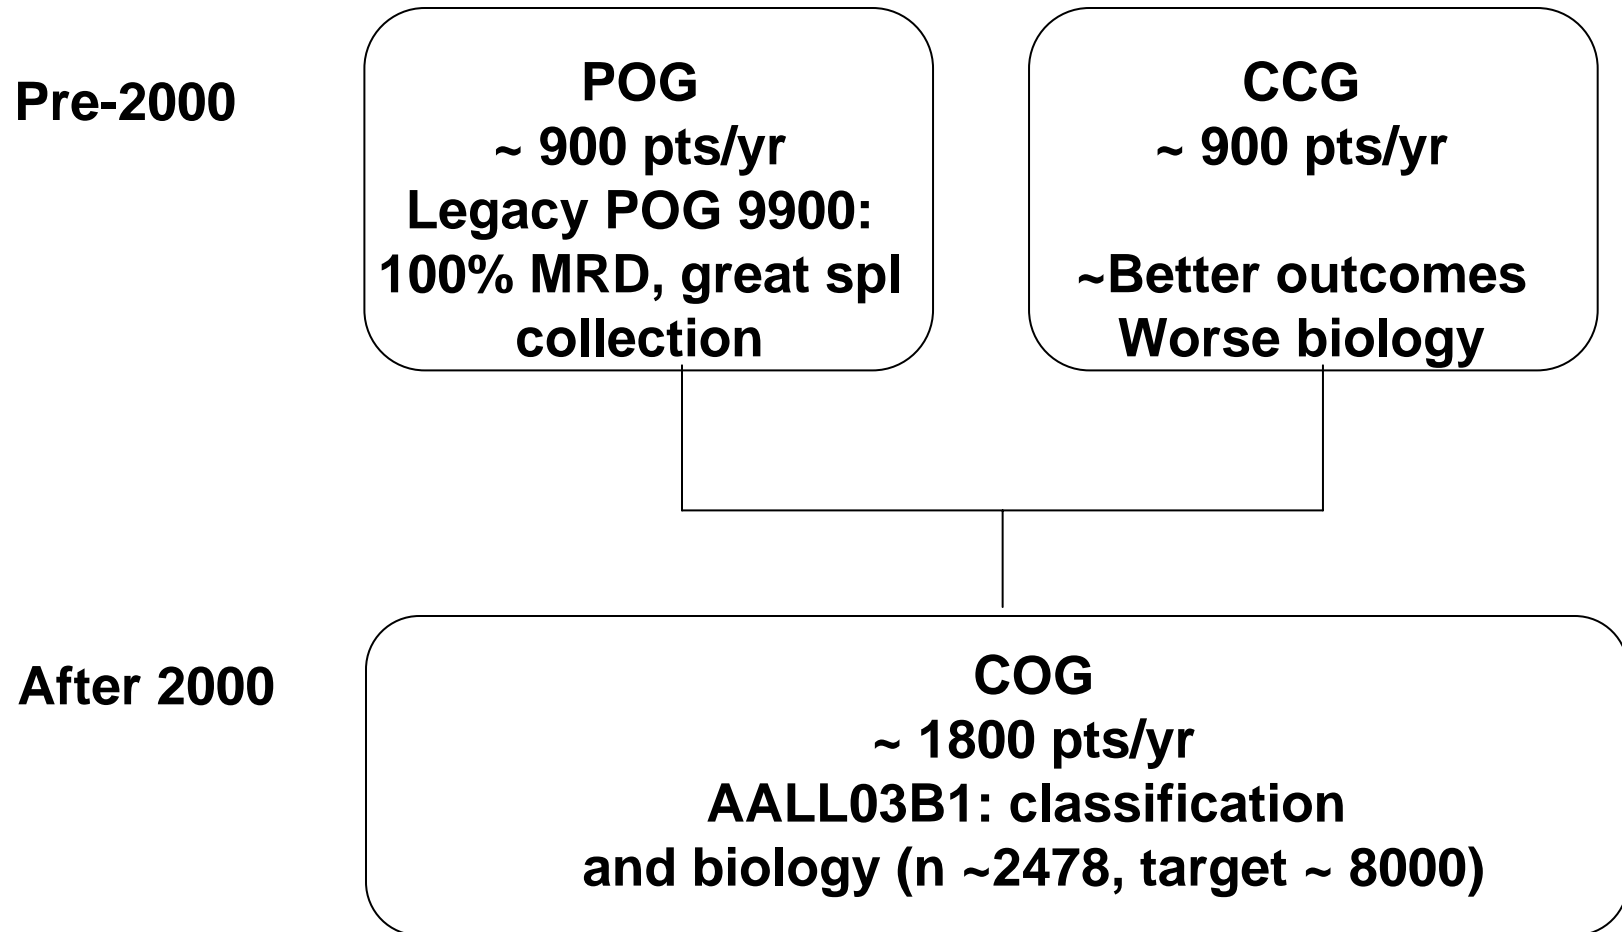 Pre-2000
POG
~ 900 pts/yr
Legacy POG 9900:
100% MRD, great spl
collection
CCG
~ 900 pts/yr
~Better outcomes
Worse biology
After 2000
COG
~ 1800 pts/yr
AALL03B1: classification
and biology (n ~2478, target ~ 8000)